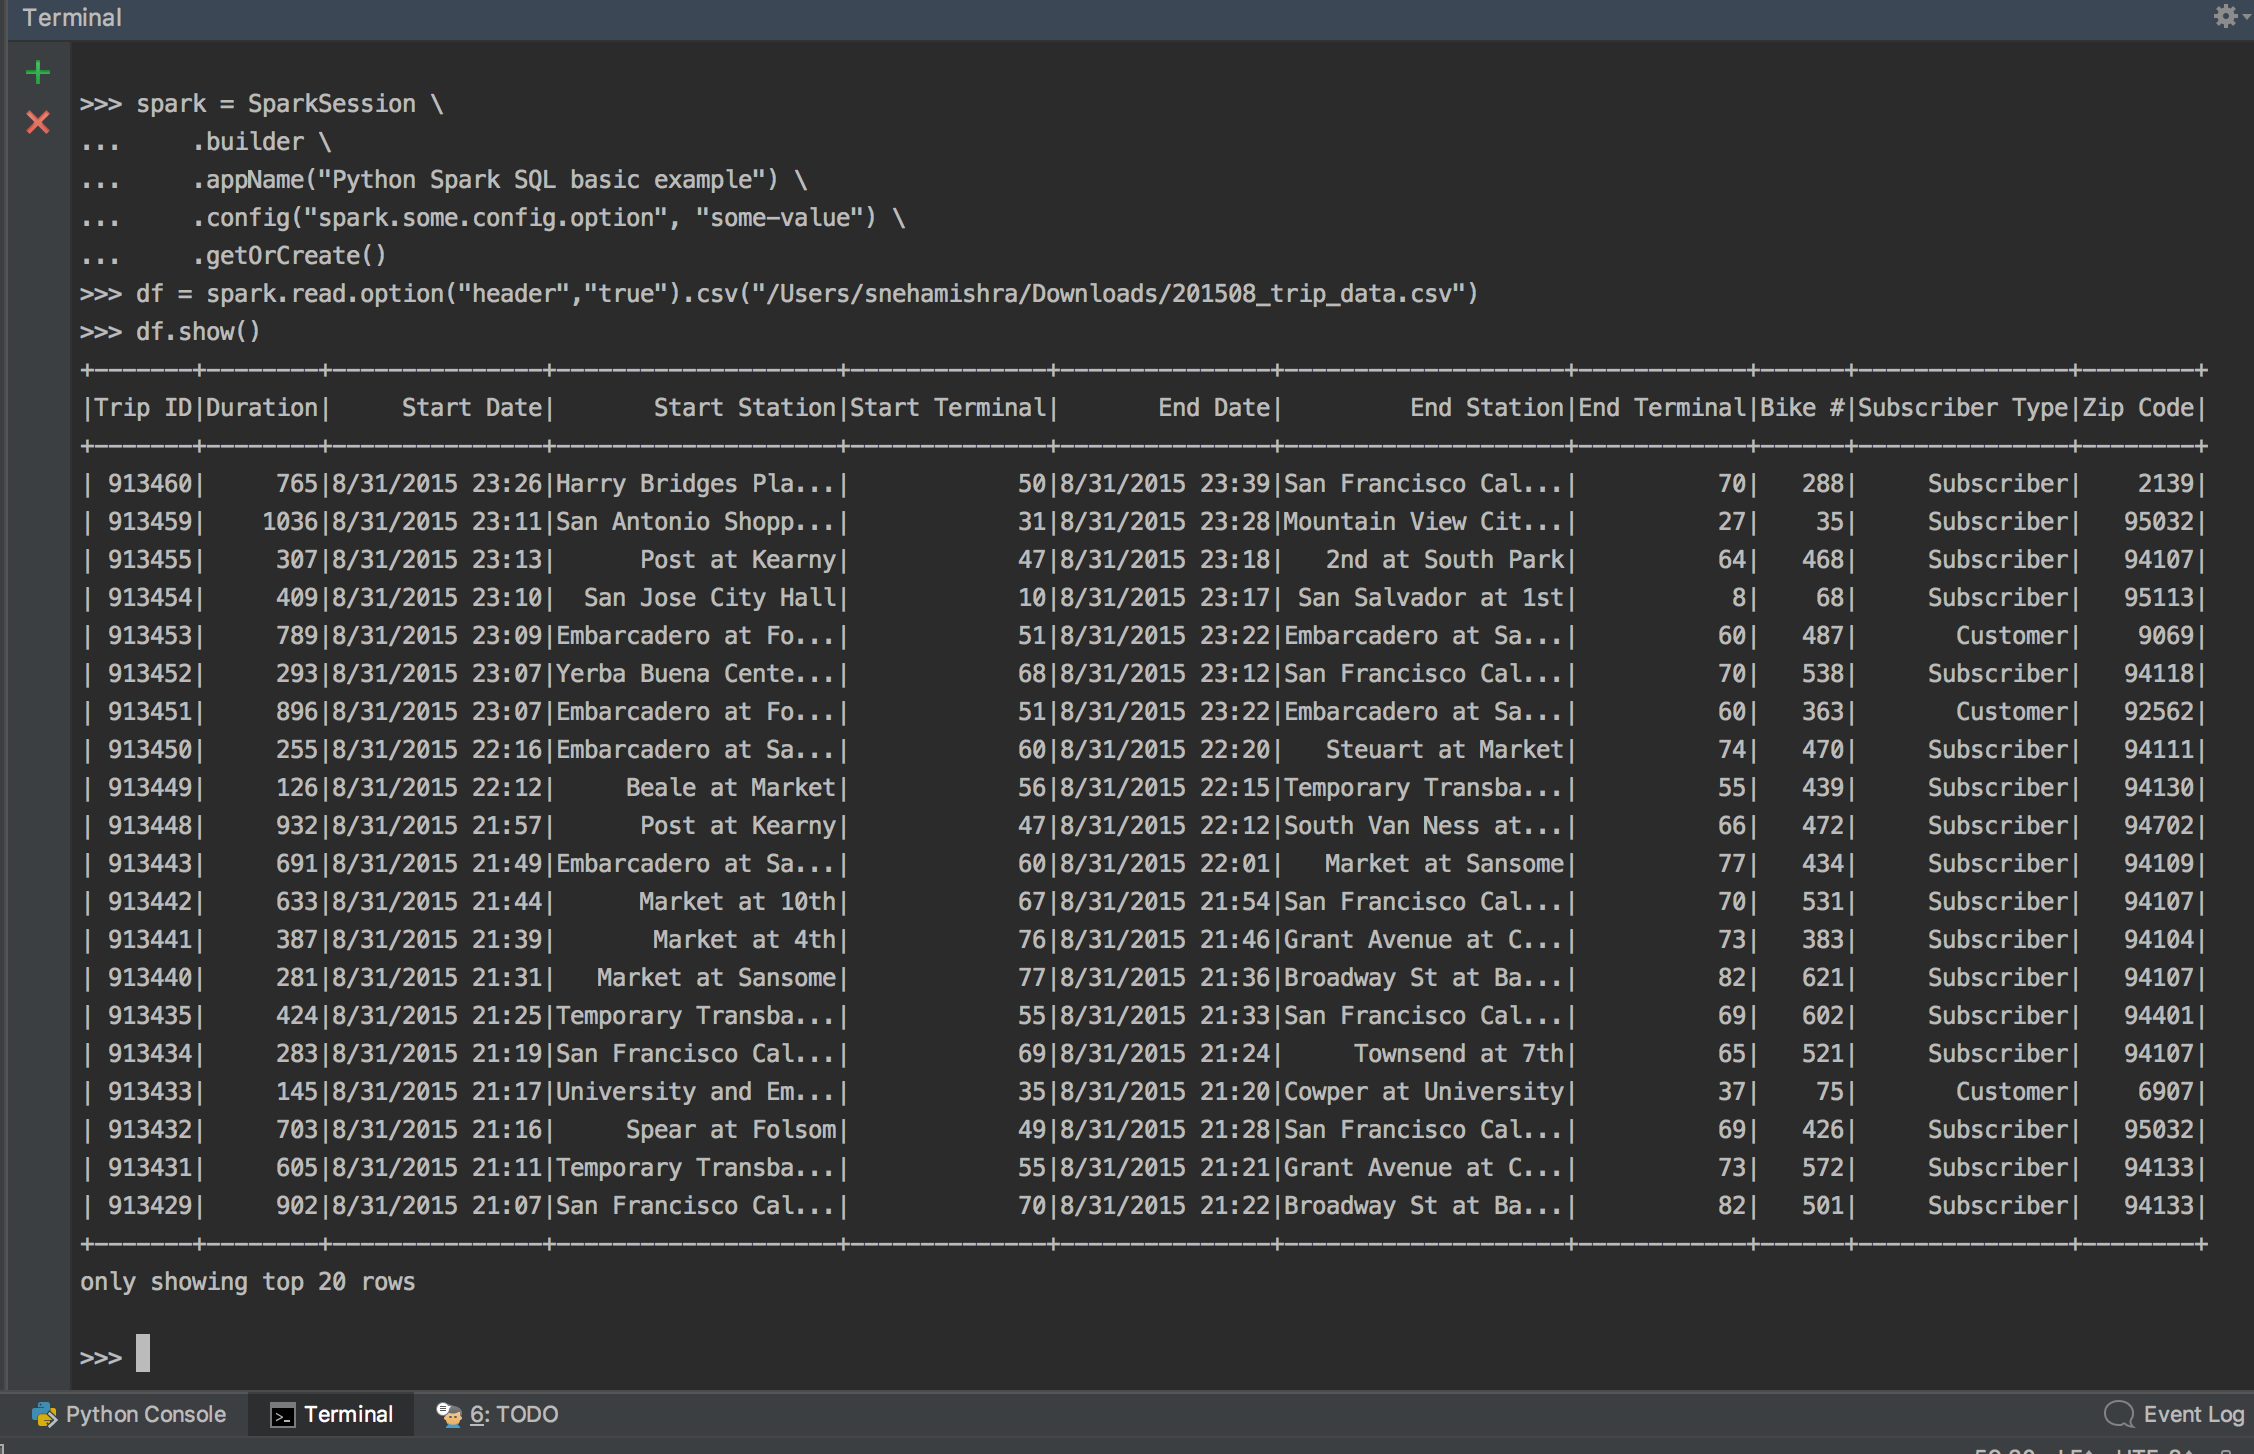 Terminal
>>> spark = SparkSession \
...     .builder \
...     .appName("Python Spark SQL basic example") \
...     .config("spark.some.config.option", "some-value") \
...     .getOrCreate()
>>> df = spark.read.option("header","true").csv("/Users/snehamishra/Downloads/201508_trip_data.csv")
>>> df.show()
+-------+--------+---------------+--------------------+--------------+---------------+--------------------+------------+------+---------------+--------+
|Trip ID|Duration|     Start Date|       Start Station|Start Terminal|       End Date|         End Station|End Terminal|Bike #|Subscriber Type|Zip Code|
+-------+--------+---------------+--------------------+--------------+---------------+--------------------+------------+------+---------------+--------+
| 913460|     765|8/31/2015 23:26|Harry Bridges Pla...|            50|8/31/2015 23:39|San Francisco Cal...|          70|   288|     Subscriber|    2139|
| 913459|    1036|8/31/2015 23:11|San Antonio Shopp...|            31|8/31/2015 23:28|Mountain View Cit...|          27|    35|     Subscriber|   95032|
| 913455|     307|8/31/2015 23:13|      Post at Kearny|            47|8/31/2015 23:18|   2nd at South Park|          64|   468|     Subscriber|   94107|
| 913454|     409|8/31/2015 23:10|  San Jose City Hall|            10|8/31/2015 23:17| San Salvador at 1st|           8|    68|     Subscriber|   95113|
| 913453|     789|8/31/2015 23:09|Embarcadero at Fo...|            51|8/31/2015 23:22|Embarcadero at Sa...|          60|   487|       Customer|    9069|
| 913452|     293|8/31/2015 23:07|Yerba Buena Cente...|            68|8/31/2015 23:12|San Francisco Cal...|          70|   538|     Subscriber|   94118|
| 913451|     896|8/31/2015 23:07|Embarcadero at Fo...|            51|8/31/2015 23:22|Embarcadero at Sa...|          60|   363|       Customer|   92562|
| 913450|     255|8/31/2015 22:16|Embarcadero at Sa...|            60|8/31/2015 22:20|   Steuart at Market|          74|   470|     Subscriber|   94111|
| 913449|     126|8/31/2015 22:12|     Beale at Market|            56|8/31/2015 22:15|Temporary Transba...|          55|   439|     Subscriber|   94130|
| 913448|     932|8/31/2015 21:57|      Post at Kearny|            47|8/31/2015 22:12|South Van Ness at...|          66|   472|     Subscriber|   94702|
| 913443|     691|8/31/2015 21:49|Embarcadero at Sa...|            60|8/31/2015 22:01|   Market at Sansome|          77|   434|     Subscriber|   94109|
| 913442|     633|8/31/2015 21:44|      Market at 10th|            67|8/31/2015 21:54|San Francisco Cal...|          70|   531|     Subscriber|   94107|
| 913441|     387|8/31/2015 21:39|       Market at 4th|            76|8/31/2015 21:46|Grant Avenue at C...|          73|   383|     Subscriber|   94104|
| 913440|     281|8/31/2015 21:31|   Market at Sansome|            77|8/31/2015 21:36|Broadway St at Ba...|          82|   621|     Subscriber|   94107|
| 913435|     424|8/31/2015 21:25|Temporary Transba...|            55|8/31/2015 21:33|San Francisco Cal...|          69|   602|     Subscriber|   94401|
| 913434|     283|8/31/2015 21:19|San Francisco Cal...|            69|8/31/2015 21:24|     Townsend at 7th|          65|   521|     Subscriber|   94107|
| 913433|     145|8/31/2015 21:17|University and Em...|            35|8/31/2015 21:20|Cowper at University|          37|    75|       Customer|    6907|
| 913432|     703|8/31/2015 21:16|     Spear at Folsom|            49|8/31/2015 21:28|San Francisco Cal...|          69|   426|     Subscriber|   95032|
| 913431|     605|8/31/2015 21:11|Temporary Transba...|            55|8/31/2015 21:21|Grant Avenue at C...|          73|   572|     Subscriber|   94133|
| 913429|     902|8/31/2015 21:07|San Francisco Cal...|            70|8/31/2015 21:22|Broadway St at Ba...|          82|   501|     Subscriber|   94133|
+-------+--------+---------------+--------------------+--------------+---------------+--------------------+------------+------+---------------+--------+
only showing top 20 rows
>>>
Python Console Terminal 6: TODO Event Log